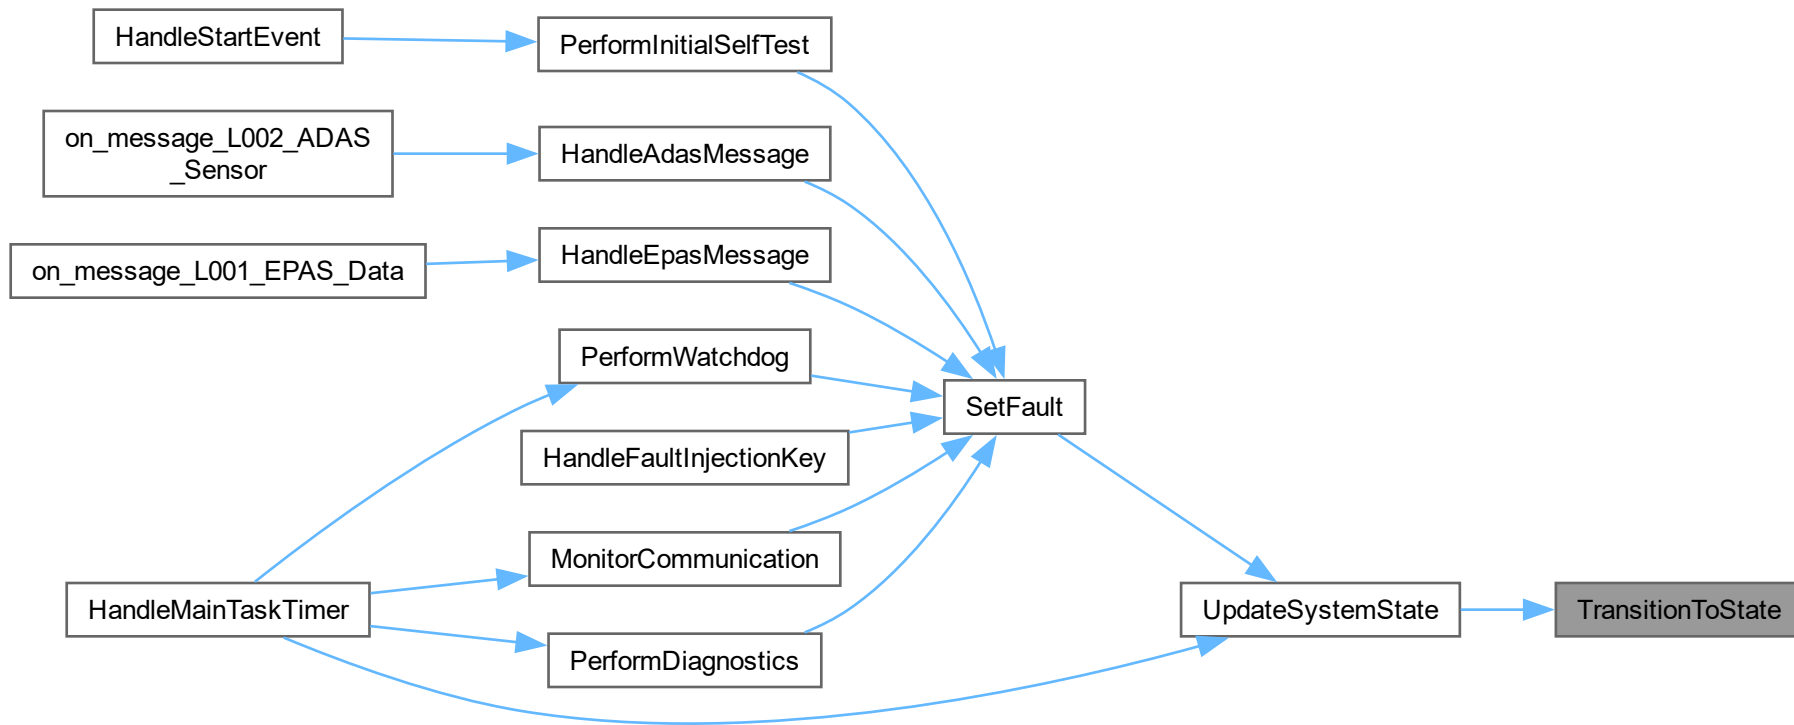 HandleStartEvent
PerformInitialSelfTest
on_message_L002_ADAS
_Sensor
HandleAdasMessage
on_message_L001_EPAS_Data
HandleEpasMessage
PerformWatchdog
SetFault
HandleFaultInjectionKey
MonitorCommunication
HandleMainTaskTimer
PerformDiagnostics
UpdateSystemState
TransitionToState